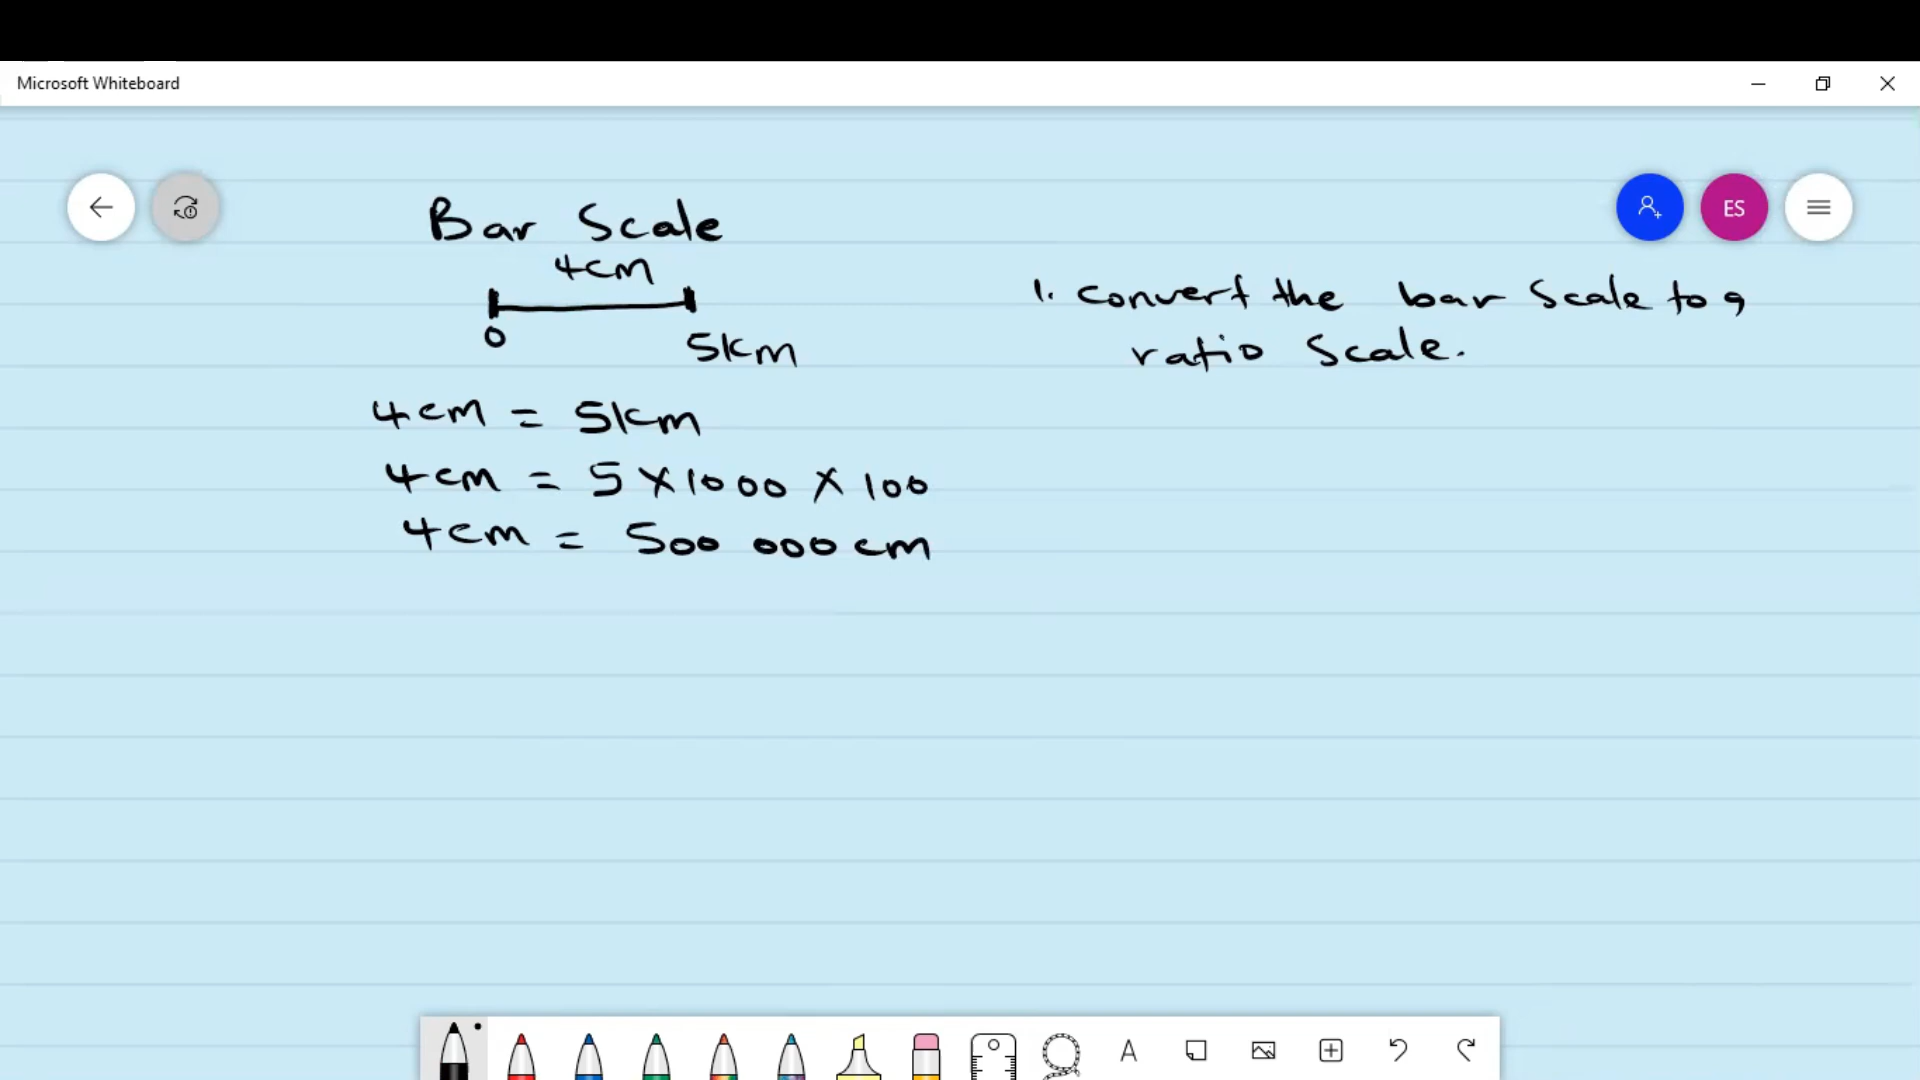 Microsoft Whiteboard
ES
Bar Scale
4cm
0
5km
4cm = 5km
4cm = 5 X 1000 X 100
4cm = 500 000 cm
1. Convert the bar Scale to a
ratio Scale.
A